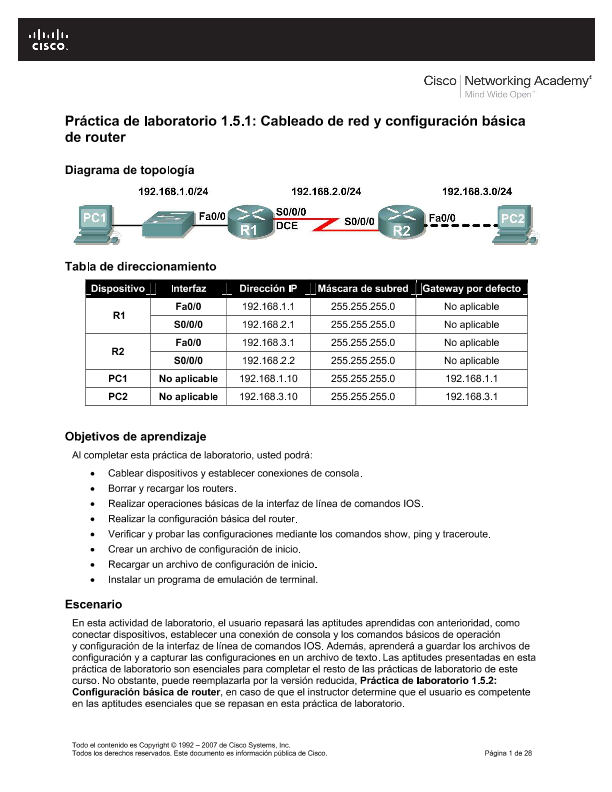 CISCO
Cisco Networking Academy
Mind Wide Open
Práctica de laboratorio 1.5.1: Cableado de red y configuración básica
de router
Diagrama de topología
192.168.1.0/24 192.168.2.0/24 192.168.3.0/24
PC1 Fa0/0 R1 S0/0/0 DCE S0/0/0 R2 Fa0/0 PC2
Tabla de direccionamiento
Dispositivo Interfaz Dirección IP Máscara de subred Gateway por defecto
R1 Fa0/0 192.168.1.1 255.255.255.0 No aplicable
S0/0/0 192.168.2.1 255.255.255.0 No aplicable
R2 Fa0/0 192.168.3.1 255.255.255.0 No aplicable
S0/0/0 192.168.2.2 255.255.255.0 No aplicable
PC1 No aplicable 192.168.1.10 255.255.255.0 192.168.1.1
PC2 No aplicable 192.168.3.10 255.255.255.0 192.168.3.1
Objetivos de aprendizaje
Al completar esta práctica de laboratorio, usted podrá:
• Cablear dispositivos y establecer conexiones de consola.
• Borrar y recargar los routers.
• Realizar operaciones básicas de la interfaz de línea de comandos IOS.
• Realizar la configuración básica del router.
• Verificar y probar las configuraciones mediante los comandos show, ping y traceroute.
• Crear un archivo de configuración de inicio.
• Recargar un archivo de configuración de inicio.
• Instalar un programa de emulación de terminal.
Escenario
En esta actividad de laboratorio, el usuario repasará las aptitudes aprendidas con anterioridad, como
conectar dispositivos, establecer una conexión de consola y los comandos básicos de operación
y configuración de la interfaz de línea de comandos IOS. Además, aprenderá a guardar los archivos de
configuración y a capturar las configuraciones en un archivo de texto. Las aptitudes presentadas en esta
práctica de laboratorio son esenciales para completar el resto de las prácticas de laboratorio de este
curso. No obstante, puede reemplazarla por la versión reducida, Práctica de laboratorio 1.5.2:
Configuración básica de router, en caso de que el instructor determine que el usuario es competente
en las aptitudes esenciales que se repasan en esta práctica de laboratorio.
Todo el contenido es Copyright © 1992 – 2007 de Cisco Systems, Inc.
Todos los derechos reservados. Este documento es información pública de Cisco. Página 1 de 28